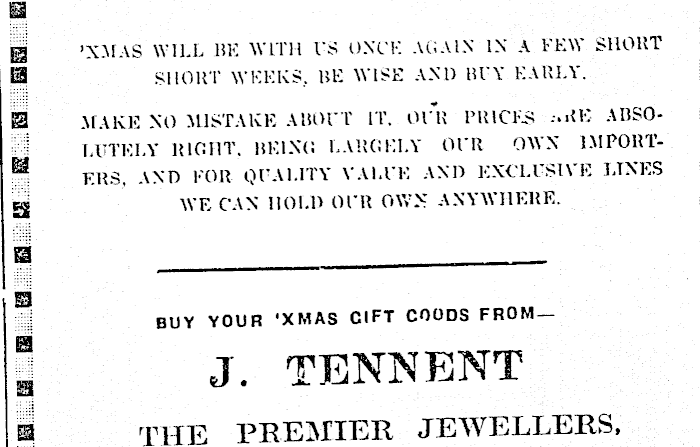 'XMAS WILL BE WITH US ONCE AGAIN IN A FEW SHORT
SHORT WEEKS, BE WISE AND BUY EARLY.
MAKE NO MISTAKE ABOUT IT, OUR PRICES ARE ABSO-
LUTELY RIGHT, BEING LARGELY OUR OWN IMPORT-
ERS, AND FOR QUALITY VALUE AND EXCLUSIVE LINES
WE CAN HOLD OUR OWN ANYWHERE.
BUY YOUR 'XMAS GIFT GOODS FROM—
J. TENNENT
THE PREMIER JEWELLERS,